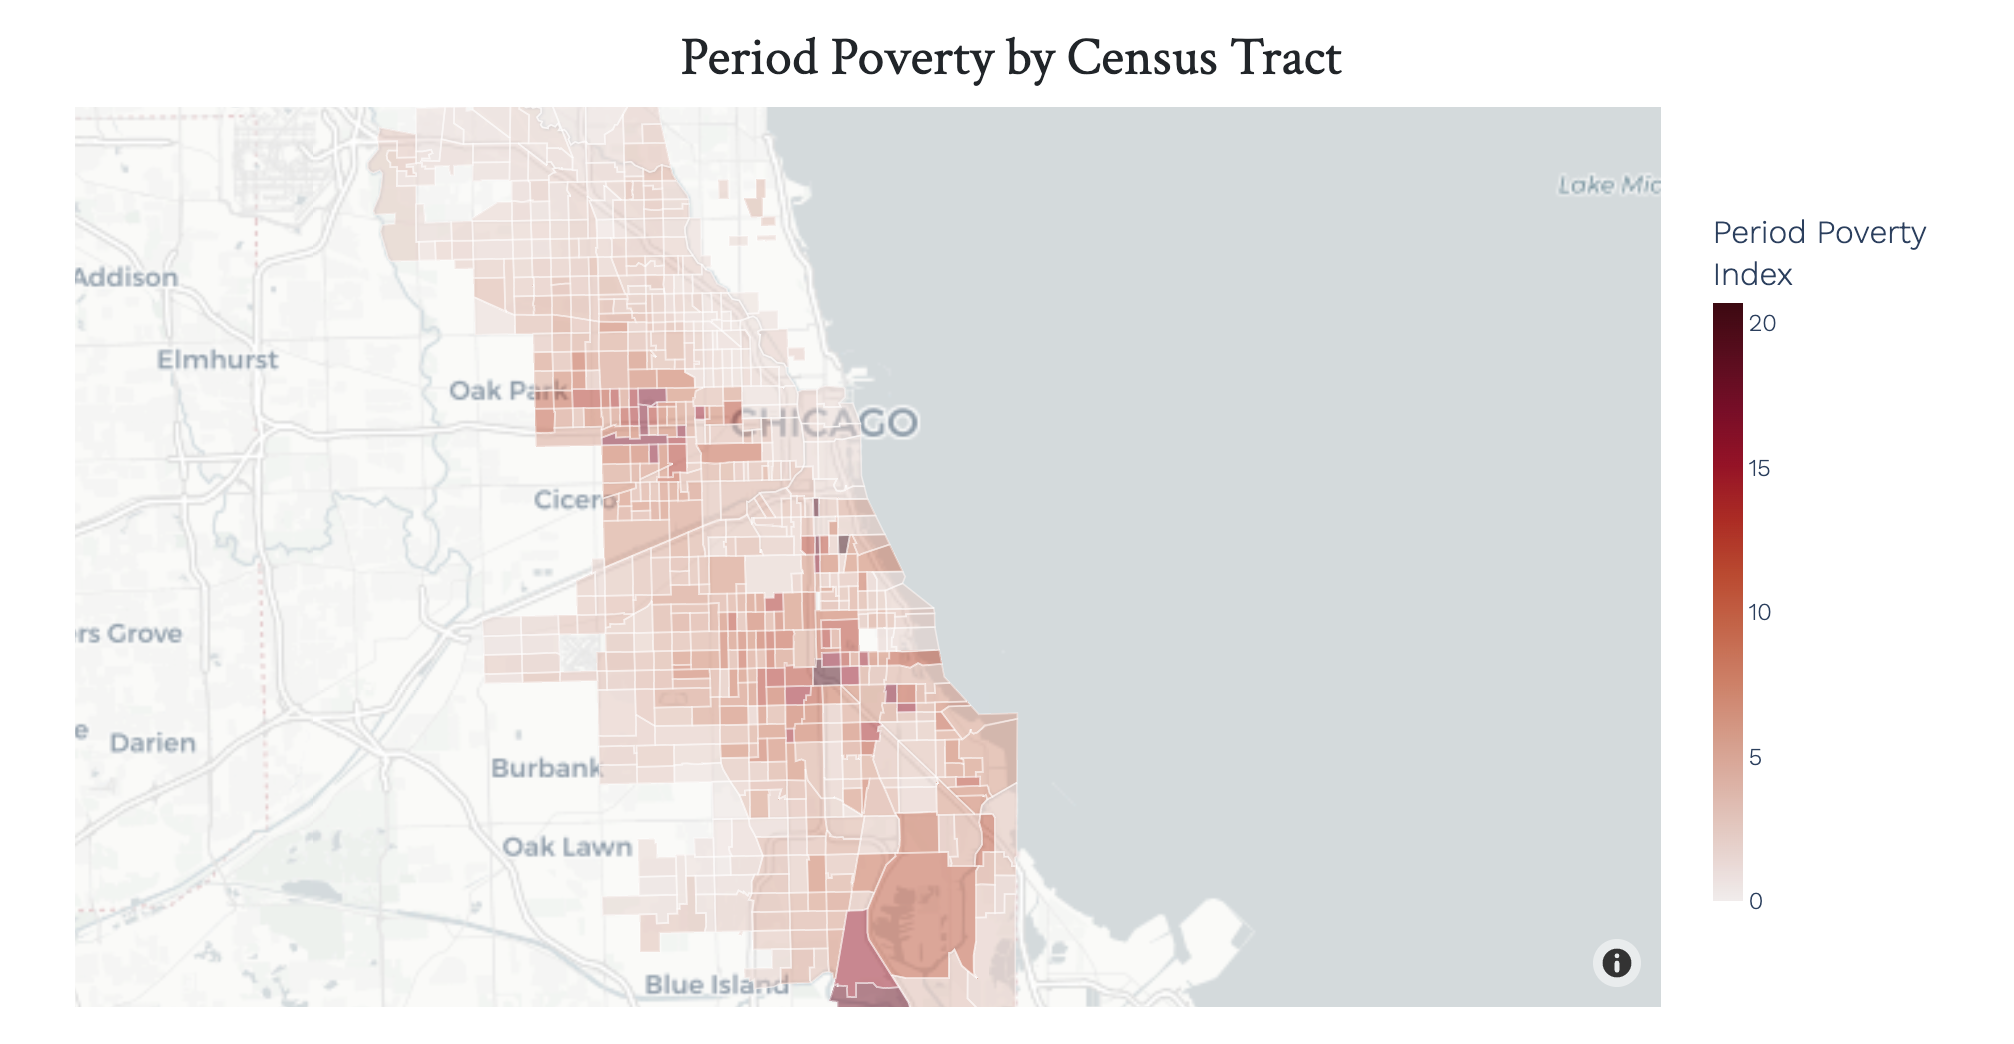 Period Poverty by Census Tract
Lake Mic
Period Poverty
Index
Addison
20
Elmhurst
Oak Park
CHICAGO
15
Cicero
10
rs Grove
e
Darien
5
Burbank
Oak Lawn
0
Blue Island
i